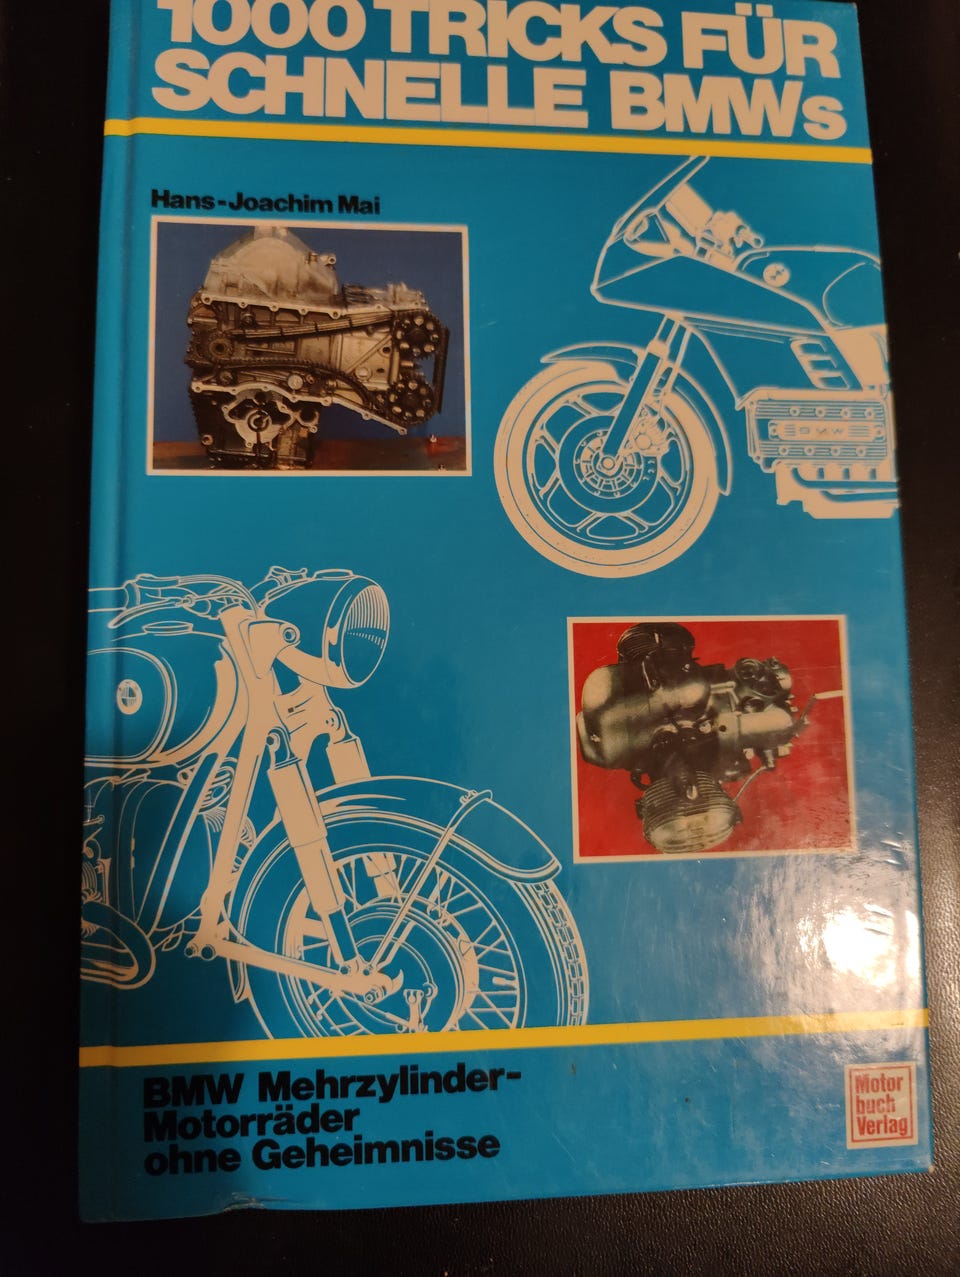 1000 TRICKS FÜR
SCHNELLE BMWs
Hans-Joachim Mai
BMW
BMW Mehrzylinder-
Motorräder
ohne Geheimnisse
Motor
buch
Verlag